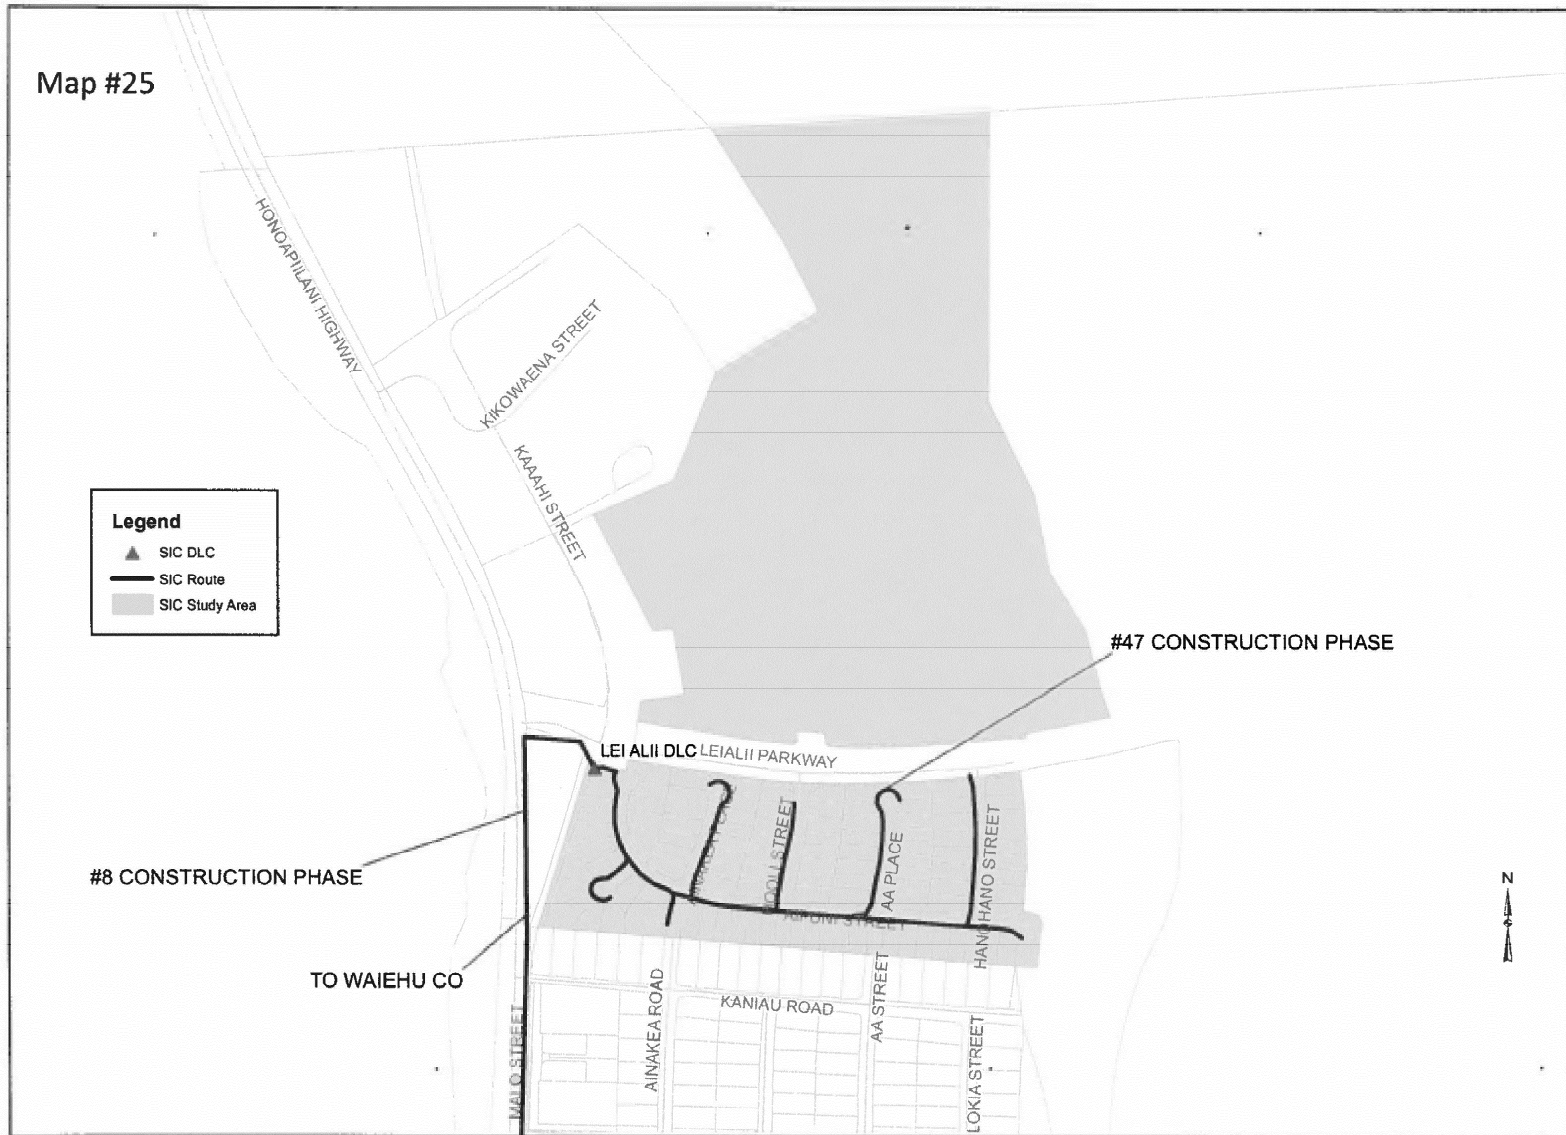 Map #25
HONOAPIILANI HIGHWAY
KIKOWAENA STREET
KAAAHI STREET
Legend
SIC DLC
SIC Route
SIC Study Area
#47 CONSTRUCTION PHASE
LEI ALII DLC
LEIALII PARKWAY
#8 CONSTRUCTION PHASE
STREET
AA PLACE
HANOHANO STREET
STREET
N
TO WAIEHU CO
AINAKEA ROAD
KANIAU ROAD
AA STREET
MALO STREET
LOKIA STREET